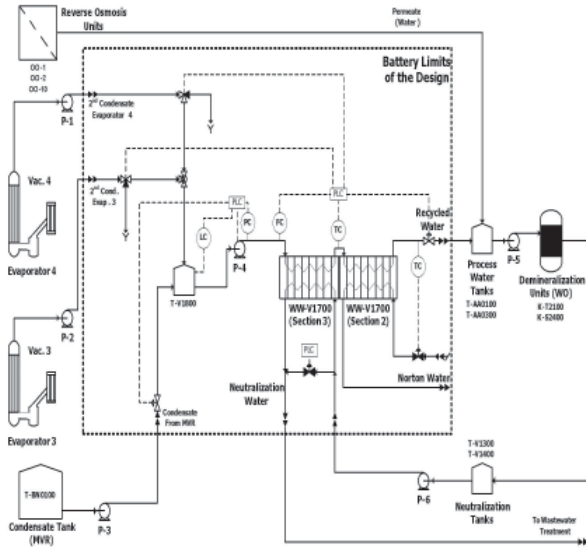 Reverse Osmosis
Units
OO-1
OO-2
OO-10
Permeate
(Water)
Battery Limits
of the Design
P-1
2nd Condensate
Evaporator 4
Vac. 4
Evaporator 4
2nd Cond.
Evap. 3
P-2
Vac. 3
Evaporator 3
PLC
LC
PC
FC
PLC
TC
Recycled
Water
TC
P-4
T-V1800
WW-V1700
(Section 3)
WW-V1700
(Section 2)
PLC
Neutralization
Water
Norton Water
Process
Water
Tanks
T-AA0100
T-AA0300
P-5
Demineralization
Units (WO)
K-T2100
K-S2400
Condensate
From MVR
T-BN0100
Condensate Tank
(MVR)
P-3
P-6
T-V1300
T-V1400
Neutralization
Tanks
To Wastewater
Treatment